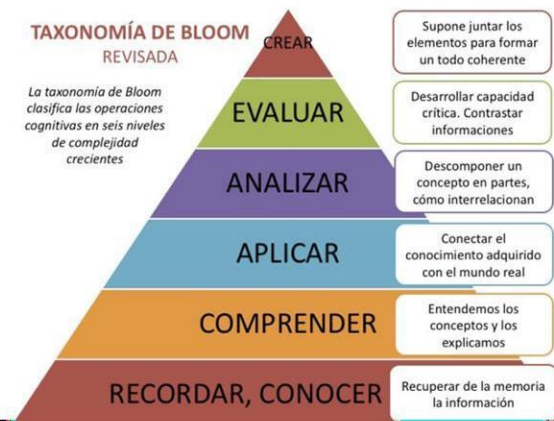 TAXONOMÍA DE BLOOM
REVISADA
La taxonomía de Bloom
clasifica las operaciones
cognitivas en seis niveles
de complejidad
crecientes
CREAR
Supone juntar los
elementos para formar
un todo coherente
EVALUAR
Desarrollar capacidad
crítica. Contrastar
informaciones
ANALIZAR
Descomponer un
concepto en partes,
cómo interrelacionan
APLICAR
Conectar el
conocimiento adquirido
con el mundo real
COMPRENDER
Entendemos los
conceptos y los
explicamos
RECORDAR, CONOCER
Recuperar de la memoria
la información